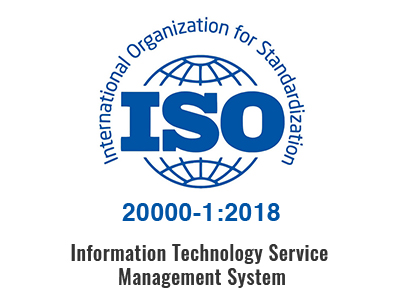 International Organization for Standardization
ISO
20000-1:2018
Information Technology Service
Management System